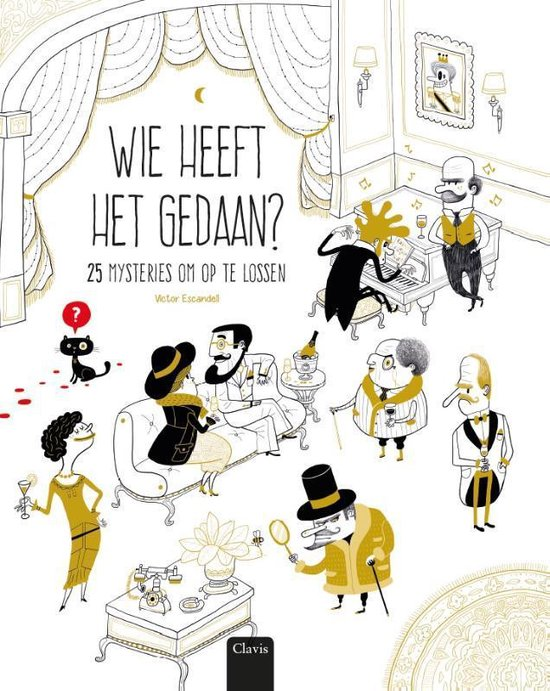 WIE HEEFT
HET GEDAAN?
25 MYSTERIES OM OP TE LOSSEN
Victor Escandell
?
Clavis